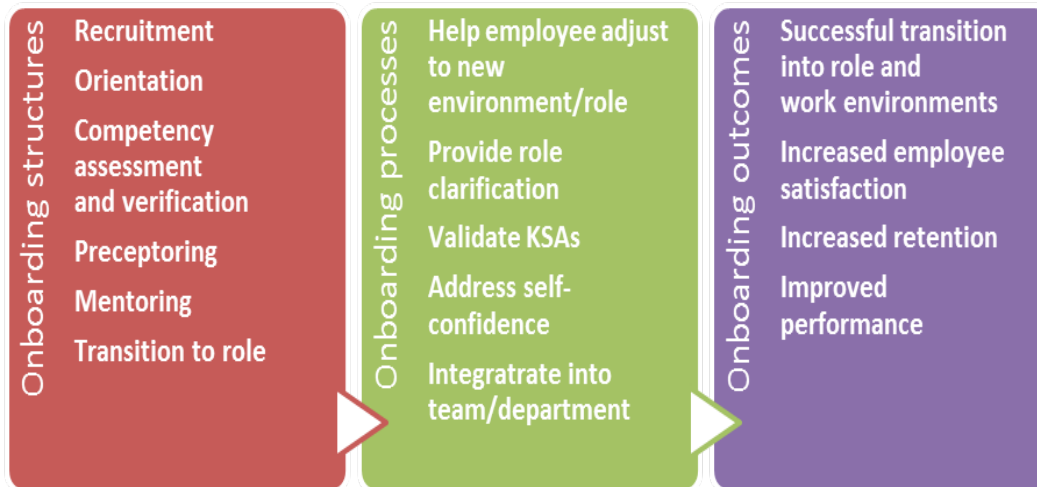 Onboarding structures
Recruitment
Orientation
Competency
assessment
and verification
Preceptoring
Mentoring
Transition to role
Onboarding processes
Help employee adjust
to new
environment/role
Provide role
clarification
Validate KSAs
Address self-
confidence
Integratrate into
team/department
Onboarding outcomes
Successful transition
into role and
work environments
Increased employee
satisfaction
Increased retention
Improved
performance